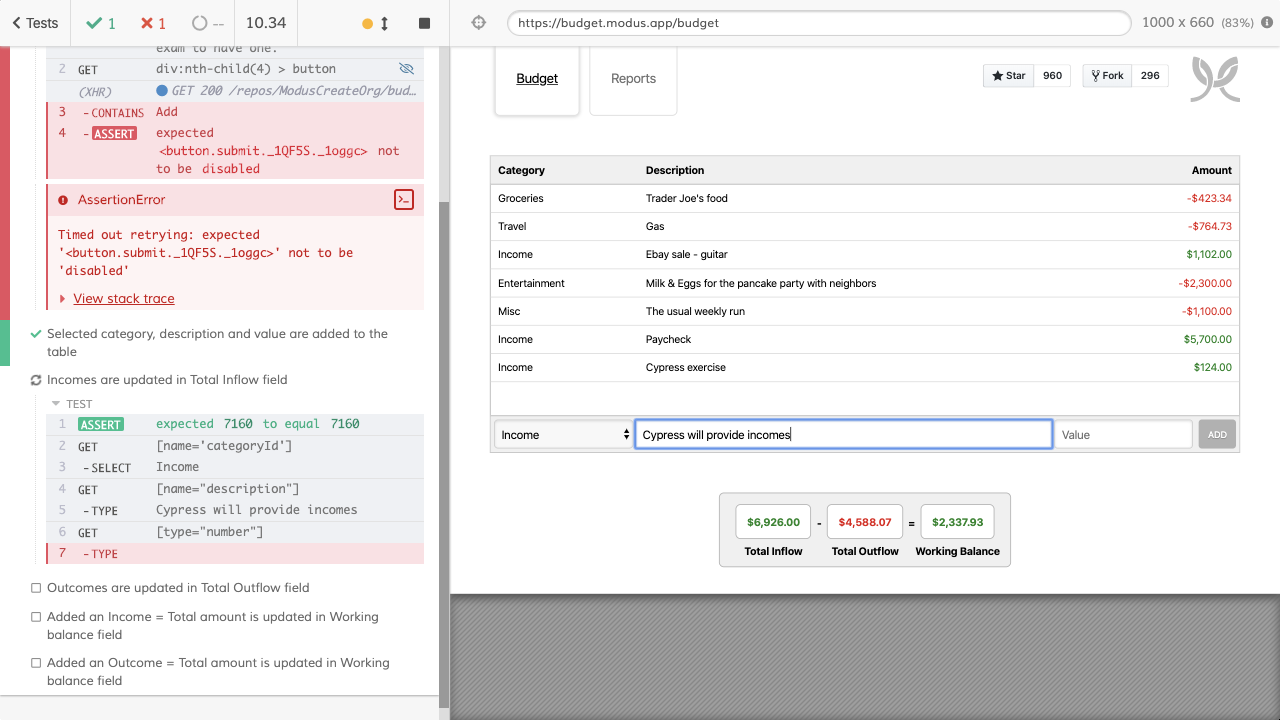 Tests
1
1
--
10.34
https://budget.modus.app/budget
1000 x 660 (83%)
exam to have one.
2 GET div:nth-child(4) > button
(XHR) GET 200 /repos/ModusCreateOrg/bud…
3 -CONTAINS Add
4 -ASSERT expected
<button.submit._1QF5S._1oggc> not
to be disabled
AssertionError
Timed out retrying: expected
'<button.submit._1QF5S._1oggc>' not to be
'disabled'
View stack trace
Selected category, description and value are added to the
table
Incomes are updated in Total Inflow field
TEST
1 ASSERT expected 7160 to equal 7160
2 GET [name='categoryId']
3 -SELECT Income
4 GET [name="description"]
5 -TYPE Cypress will provide incomes
6 GET [type="number"]
7 -TYPE
Outcomes are updated in Total Outflow field
Added an Income = Total amount is updated in Working
balance field
Added an Outcome = Total amount is updated in Working
balance field
Budget
Reports
Star 960
Fork 296
Category Description Amount
Groceries Trader Joe's food -$423.34
Travel Gas -$764.73
Income Ebay sale - guitar $1,102.00
Entertainment Milk & Eggs for the pancake party with neighbors -$2,300.00
Misc The usual weekly run -$1,100.00
Income Paycheck $5,700.00
Income Cypress exercise $124.00
Income Cypress will provide incomes Value ADD
$6,926.00 - $4,588.07 = $2,337.93
Total Inflow Total Outflow Working Balance